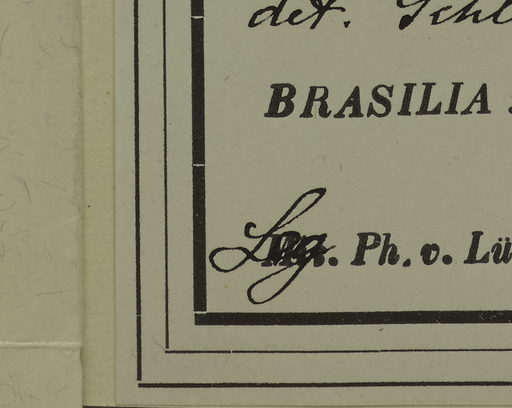 det. Schl
BRASILIA
Leg. Ph. v. Lü